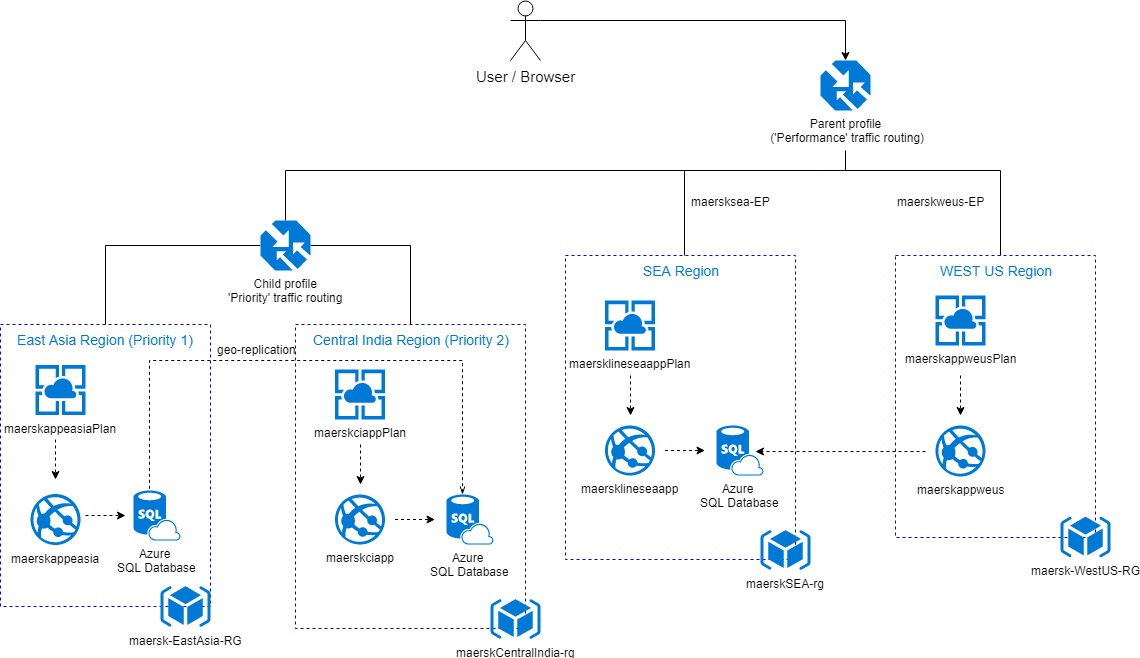 User / Browser
Parent profile
('Performance' traffic routing)
maersksea-EP
maerskweus-EP
Child profile
'Priority' traffic routing
SEA Region
WEST US Region
East Asia Region (Priority 1)
geo-replication
Central India Region (Priority 2)
maersklineseaappPlan
maerskappweusPlan
maerskappeasiaPlan
maerskciappPlan
SQL
maersklineseaapp
Azure
SQL Database
maerskappweus
SQL
maerskappeasia
Azure
SQL Database
SQL
maerskciapp
Azure
SQL Database
maerskSEA-rg
maersk-WestUS-RG
maersk-EastAsia-RG
maerskCentralIndia-rg